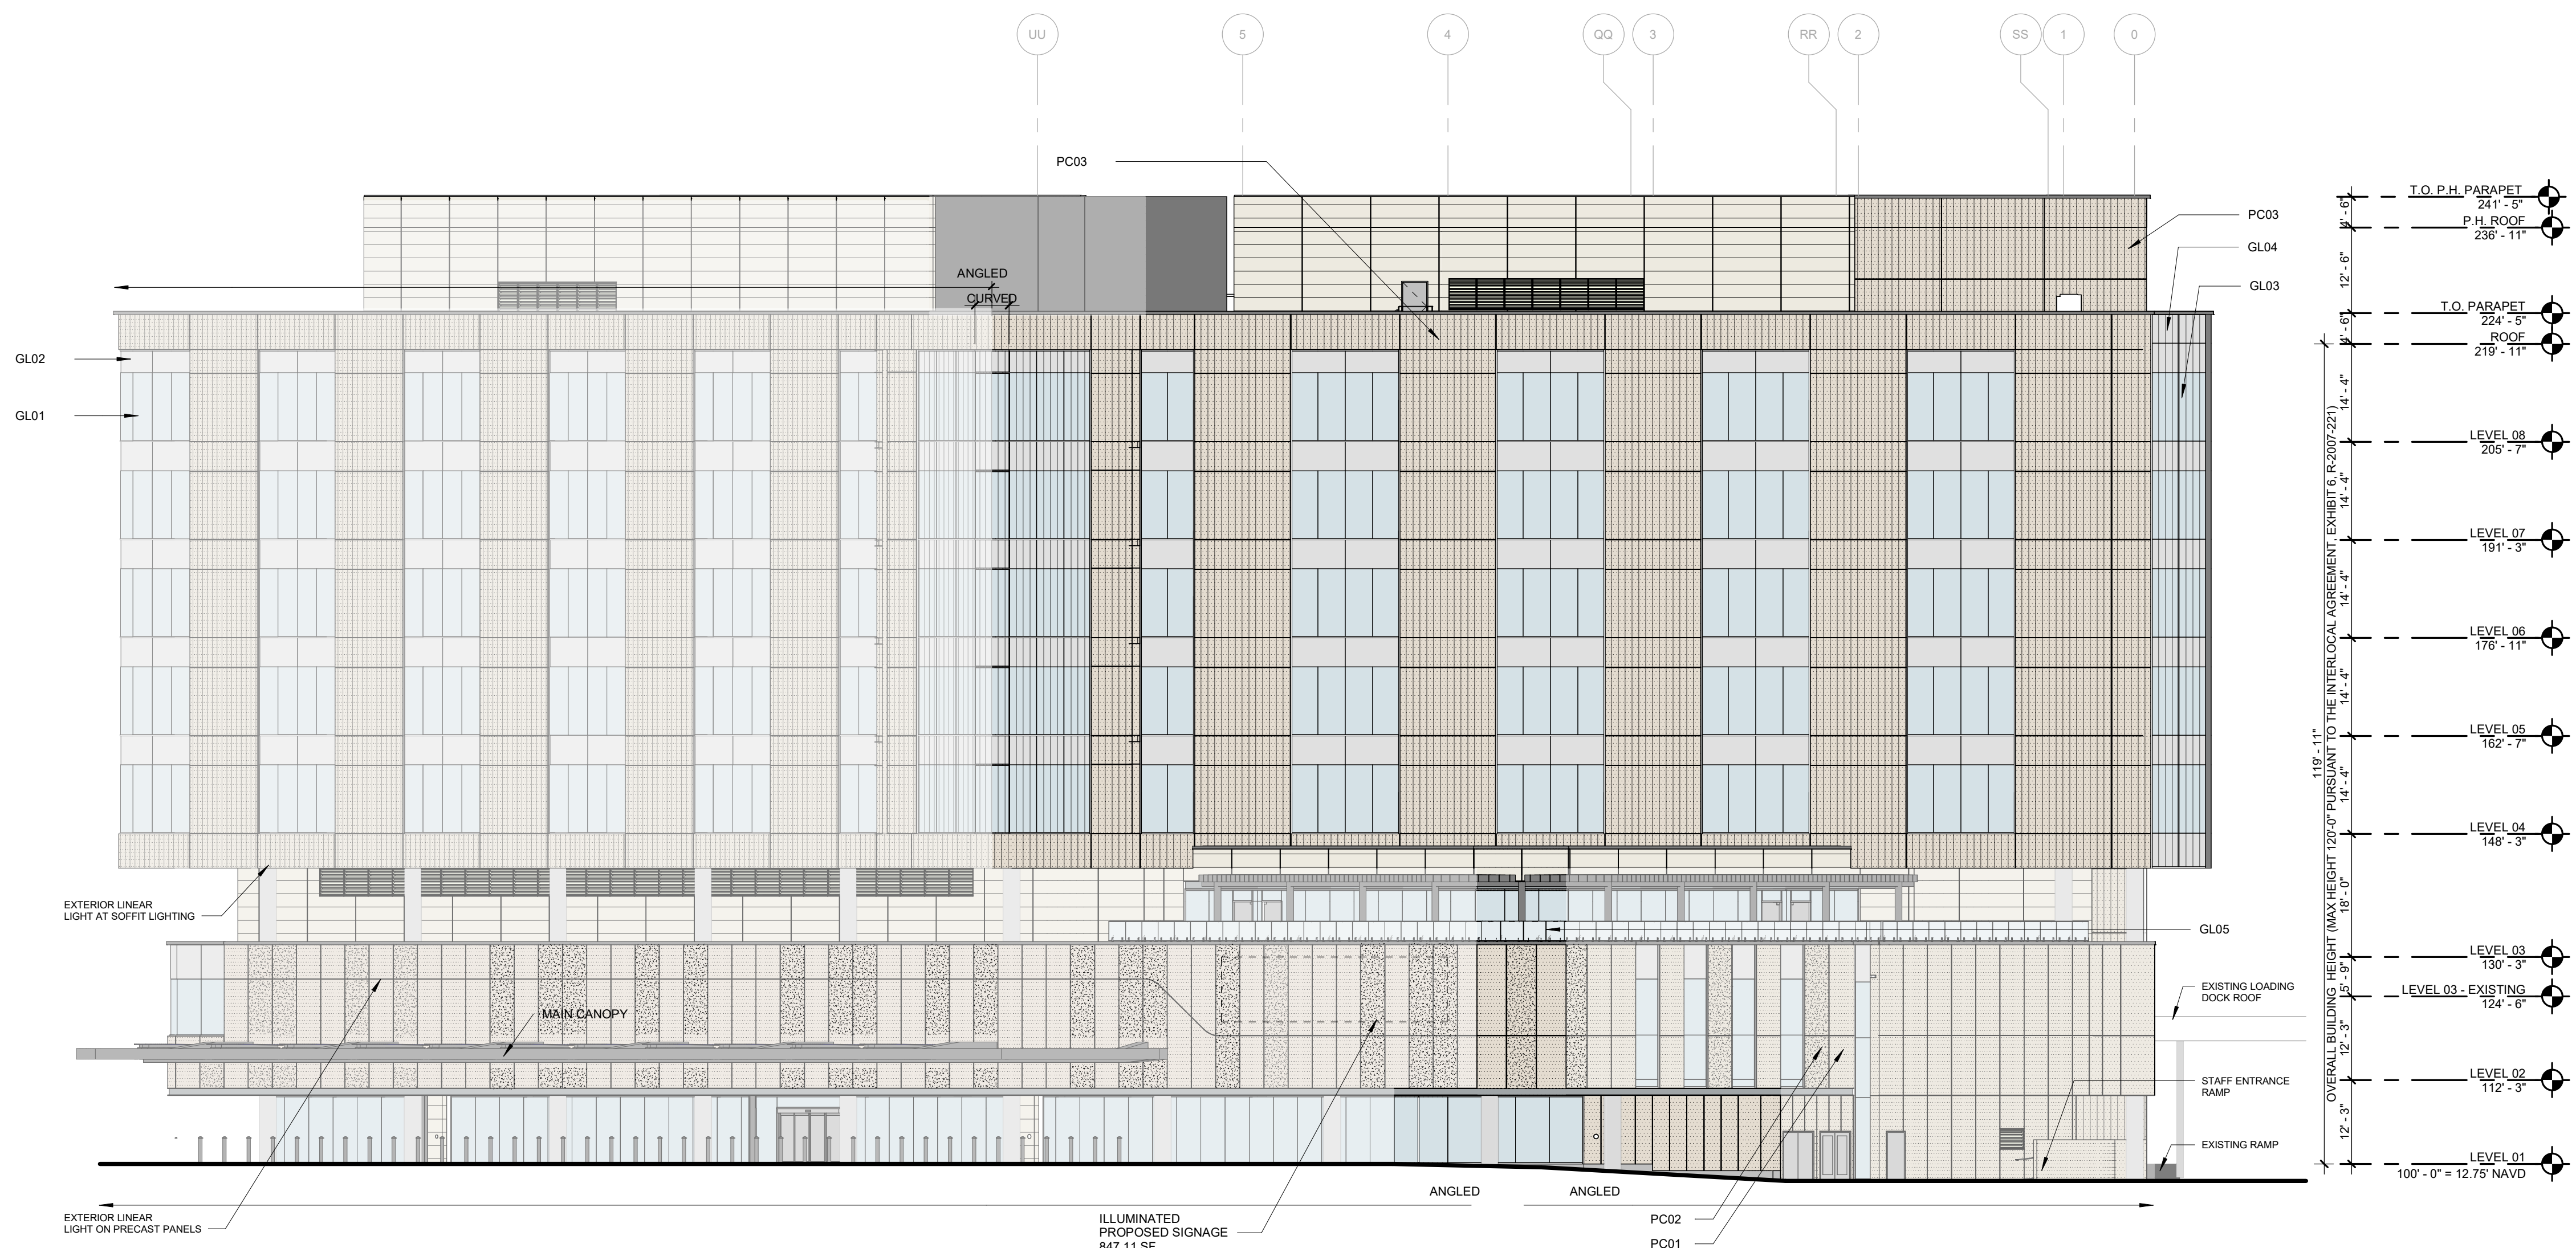 UU
5
4
QQ
3
RR
2
SS
1
0
PC03
ANGLED
CURVED
PC03
GL04
GL03
GL02
GL01
EXTERIOR LINEAR
LIGHT AT SOFFIT LIGHTING
MAIN CANOPY
GL05
EXISTING LOADING
DOCK ROOF
STAFF ENTRANCE
RAMP
EXISTING RAMP
EXTERIOR LINEAR
LIGHT ON PRECAST PANELS
ANGLED
ANGLED
ILLUMINATED
PROPOSED SIGNAGE
847.11 SF
PC02
PC01
119' - 11"
OVERALL BUILDING HEIGHT (MAX HEIGHT 120'-0" PURSUANT TO THE INTERLOCAL AGREEMENT, EXHIBIT 6, R-2007-221)
4' - 6"
12' - 6"
4' - 6"
14' - 4"
14' - 4"
14' - 4"
14' - 4"
14' - 4"
18' - 0"
5' - 9"
12' - 3"
12' - 3"
T.O. P.H. PARAPET
241' - 5"
P.H. ROOF
236' - 11"
T.O. PARAPET
224' - 5"
ROOF
219' - 11"
LEVEL 08
205' - 7"
LEVEL 07
191' - 3"
LEVEL 06
176' - 11"
LEVEL 05
162' - 7"
LEVEL 04
148' - 3"
LEVEL 03
130' - 3"
LEVEL 03 - EXISTING
124' - 6"
LEVEL 02
112' - 3"
LEVEL 01
100' - 0" = 12.75' NAVD